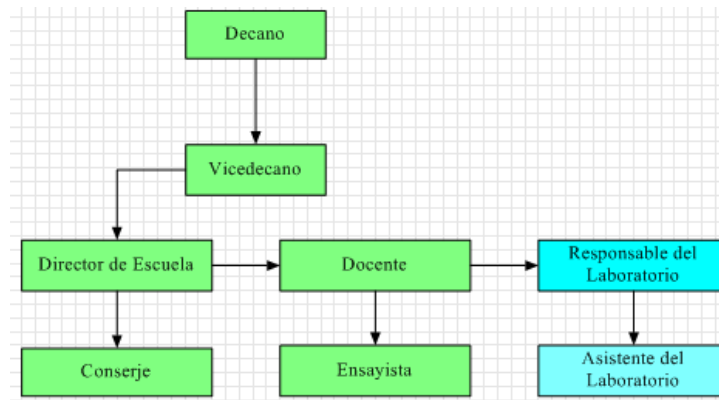 Decano
Vicedecano
Director de Escuela
Docente
Responsable del
Laboratorio
Conserje
Ensayista
Asistente del
Laboratorio